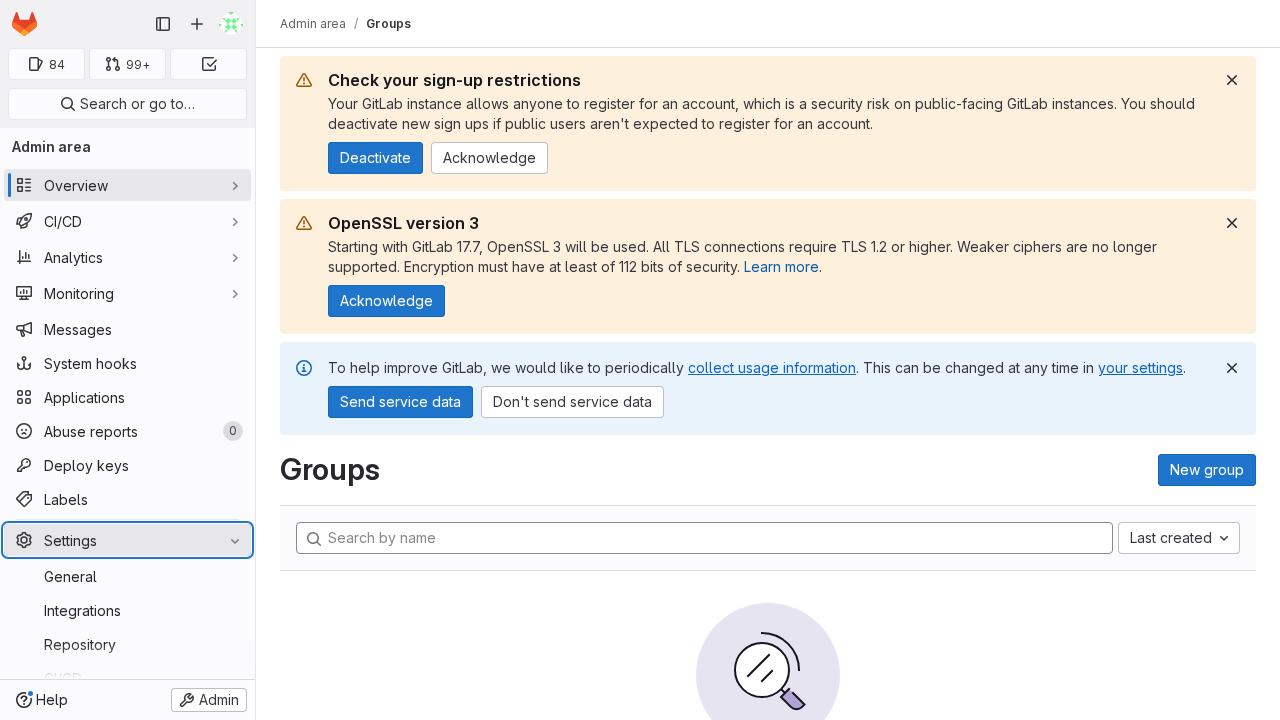 Admin area / Groups
84
99+
Search or go to…
Admin area
Overview
CI/CD
Analytics
Monitoring
Messages
System hooks
Applications
Abuse reports 0
Deploy keys
Labels
Settings
General
Integrations
Repository
CI/CD
Help
Admin
Check your sign-up restrictions
Your GitLab instance allows anyone to register for an account, which is a security risk on public-facing GitLab instances. You should
deactivate new sign ups if public users aren't expected to register for an account.
Deactivate Acknowledge
OpenSSL version 3
Starting with GitLab 17.7, OpenSSL 3 will be used. All TLS connections require TLS 1.2 or higher. Weaker ciphers are no longer
supported. Encryption must have at least of 112 bits of security. Learn more.
Acknowledge
To help improve GitLab, we would like to periodically collect usage information. This can be changed at any time in your settings.
Send service data Don't send service data
Groups
New group
Search by name
Last created